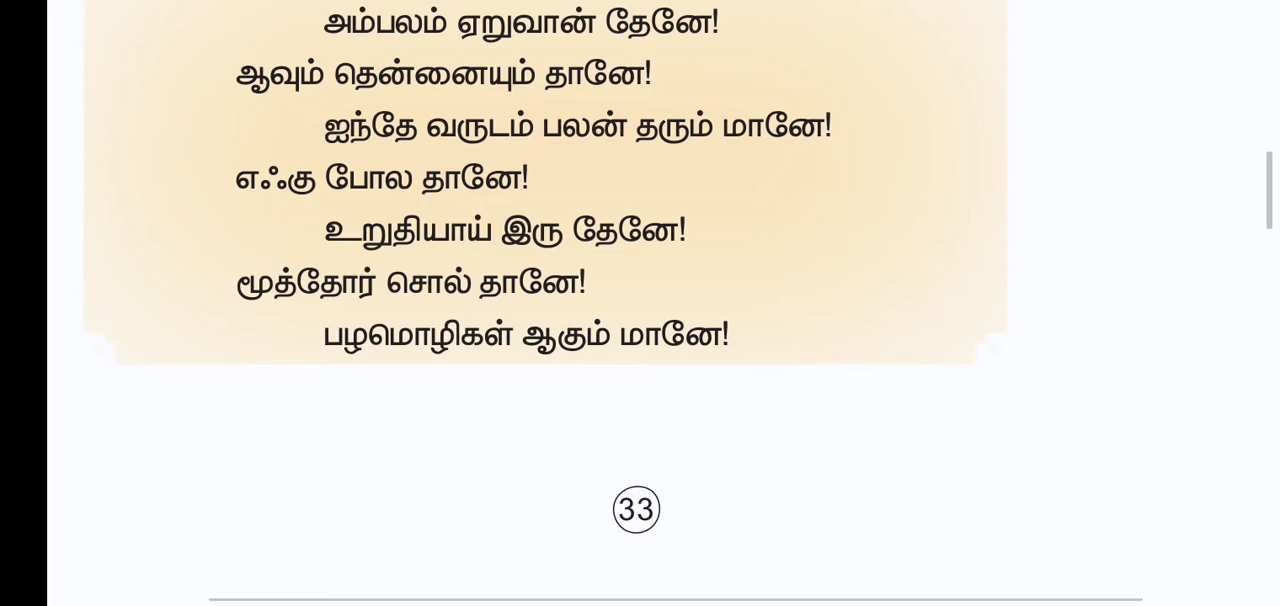 அம்பலம் ஏறுவான் தேனே!
ஆவும் தென்னையும் தானே!
ஐந்தே வருடம் பலன் தரும் மானே!
எஃகு போல தானே!
உறுதியாய் இரு தேனே!
மூத்தோர் சொல் தானே!
பழமொழிகள் ஆகும் மானே!
33